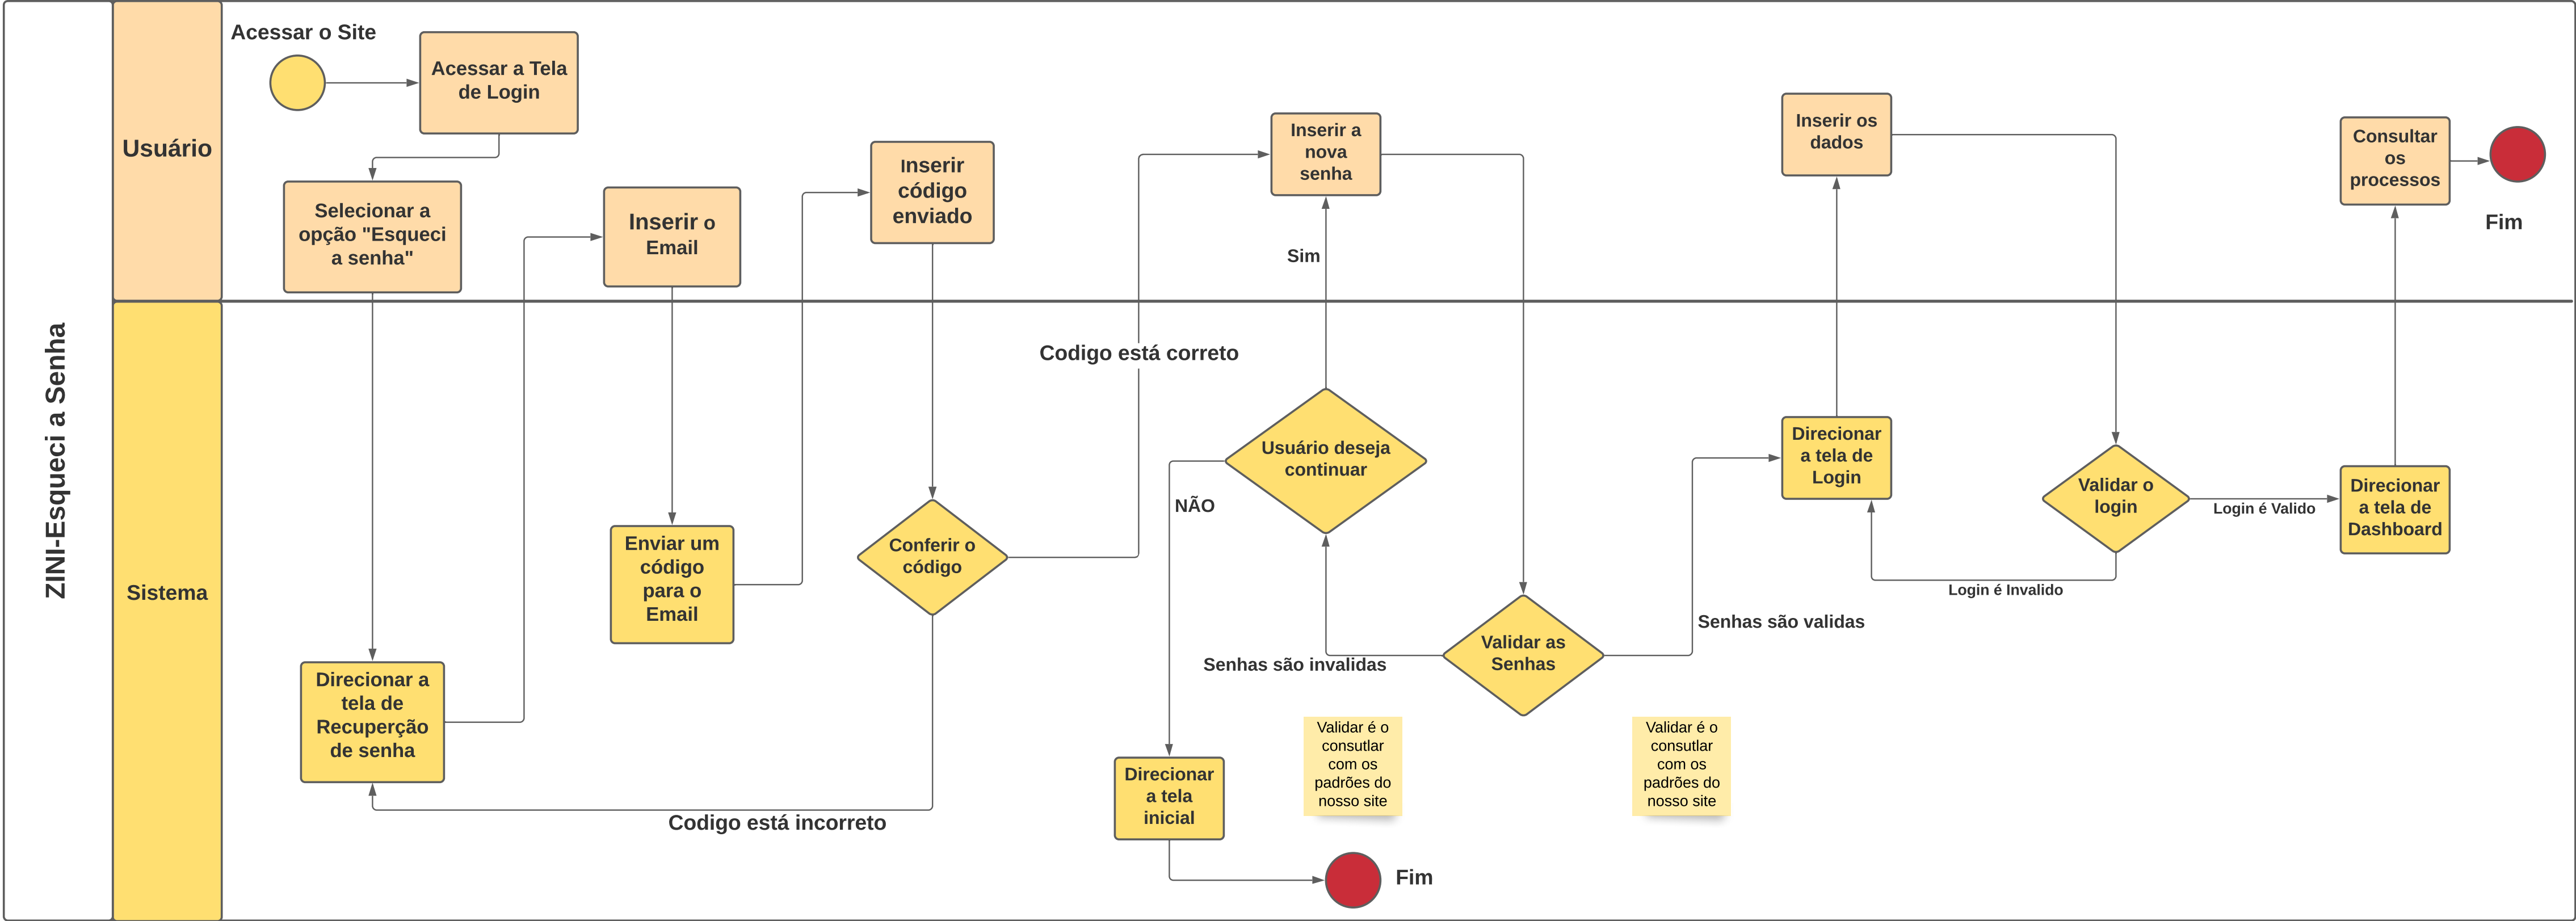 ZINI-Esqueci a Senha
Usuário
Acessar o Site
Acessar a Tela
de Login
Selecionar a
opção "Esqueci
a senha"
Inserir o
Email
Inserir
código
enviado
Inserir a
nova
senha
Sim
Inserir os
dados
Consultar
os
processos
Fim
Sistema
Direcionar a
tela de
Recuperção
de senha
Enviar um
código
para o
Email
Conferir o
código
Codigo está correto
Codigo está incorreto
Usuário deseja
continuar
NÃO
Senhas são invalidas
Validar as
Senhas
Senhas são validas
Direcionar
a tela
inicial
Fim
Validar é o
consutlar
com os
padrões do
nosso site
Validar é o
consutlar
com os
padrões do
nosso site
Direcionar
a tela de
Login
Validar o
login
Login é Valido
Login é Invalido
Direcionar
a tela de
Dashboard